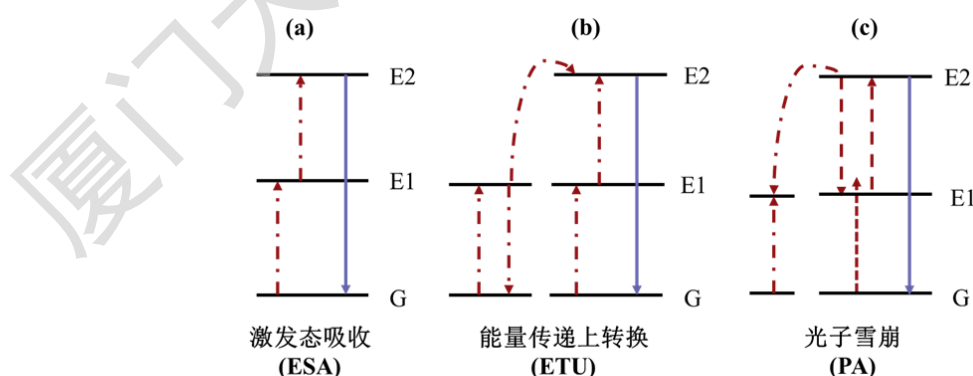 (a) (b) (c)
E2 E2 E2
E1 E1 E1
G G G
激发态吸收 能量传递上转换 光子雪崩
(ESA) (ETU) (PA)
厦门大